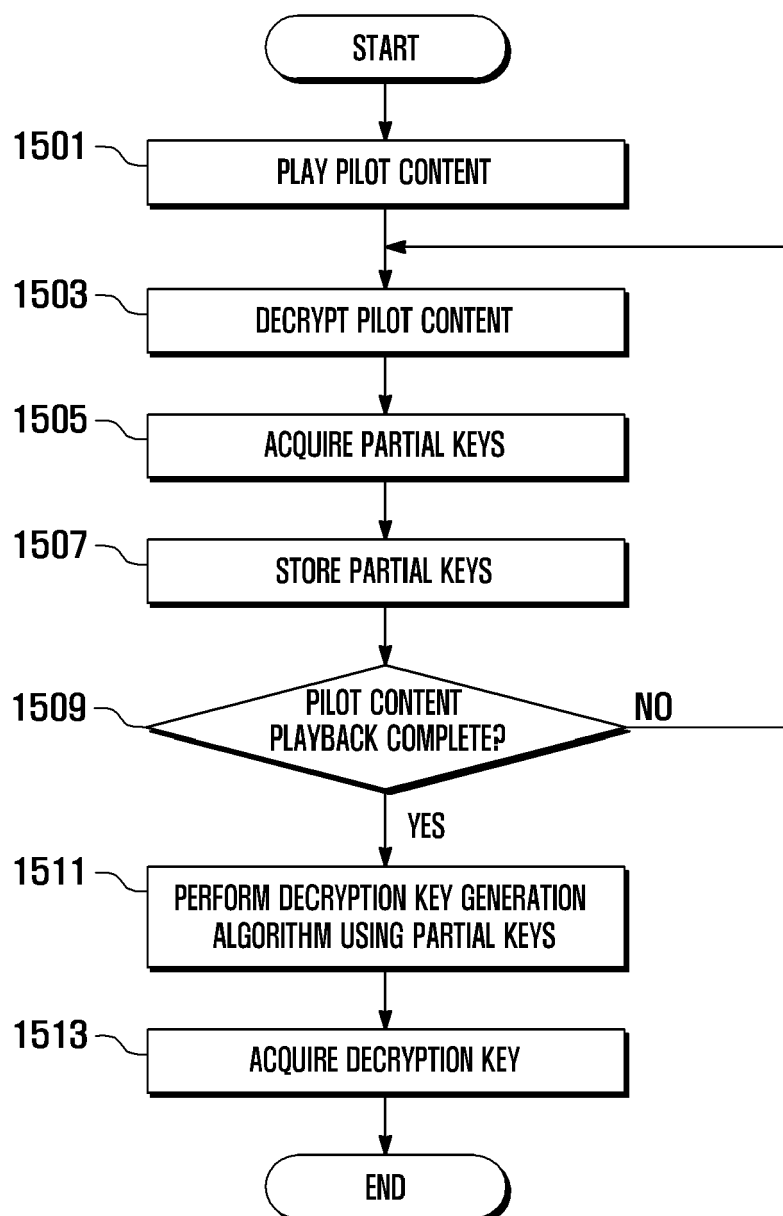 START
1501
PLAY PILOT CONTENT
1503
DECRYPT PILOT CONTENT
1505
ACQUIRE PARTIAL KEYS
1507
STORE PARTIAL KEYS
1509
PILOT CONTENT
PLAYBACK COMPLETE?
NO
YES
1511
PERFORM DECRYPTION KEY GENERATION
ALGORITHM USING PARTIAL KEYS
1513
ACQUIRE DECRYPTION KEY
END